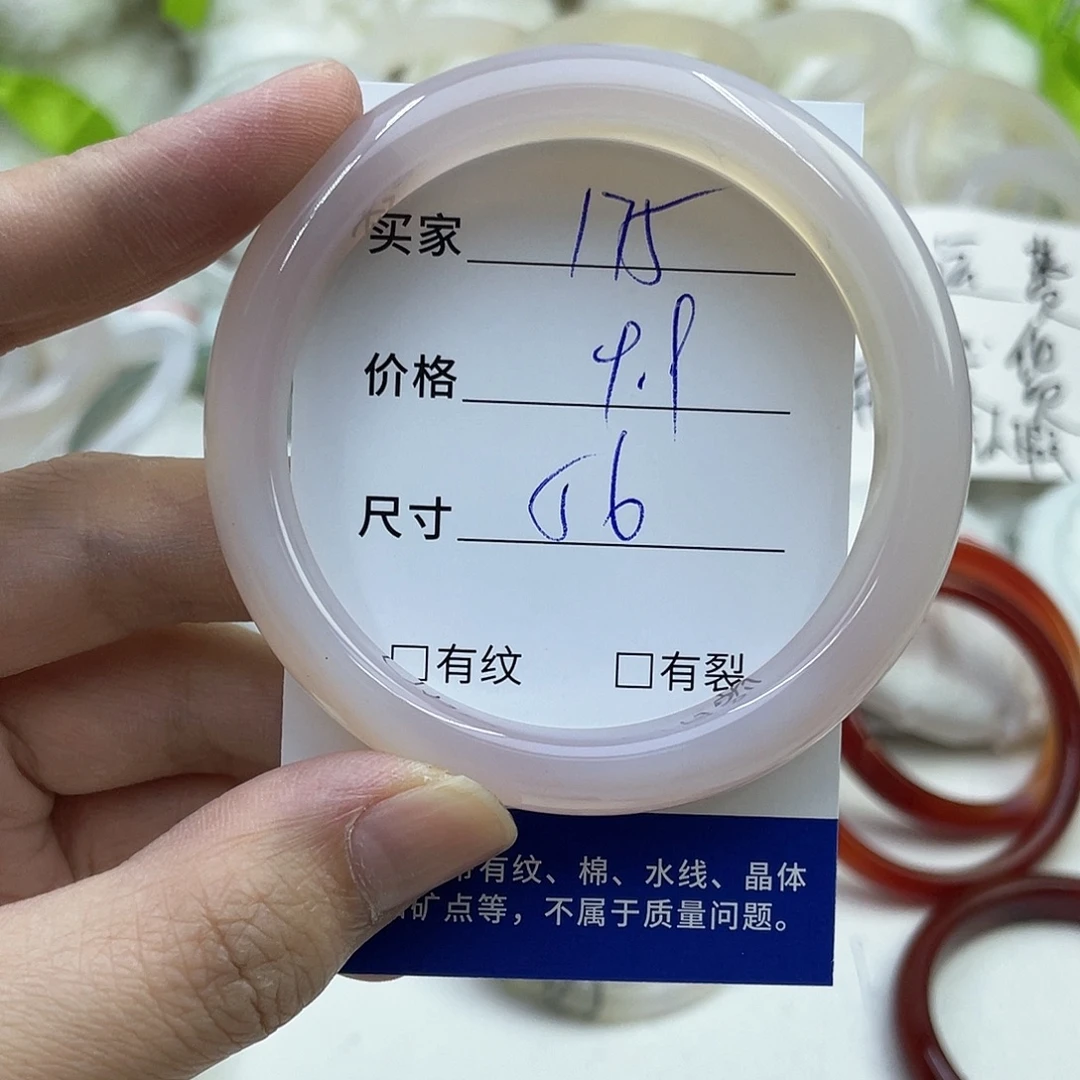 买家 175
价格 9.9
尺寸 56
□有纹 □有裂
有纹、棉、水线、晶体
矿点等，不属于质量问题。